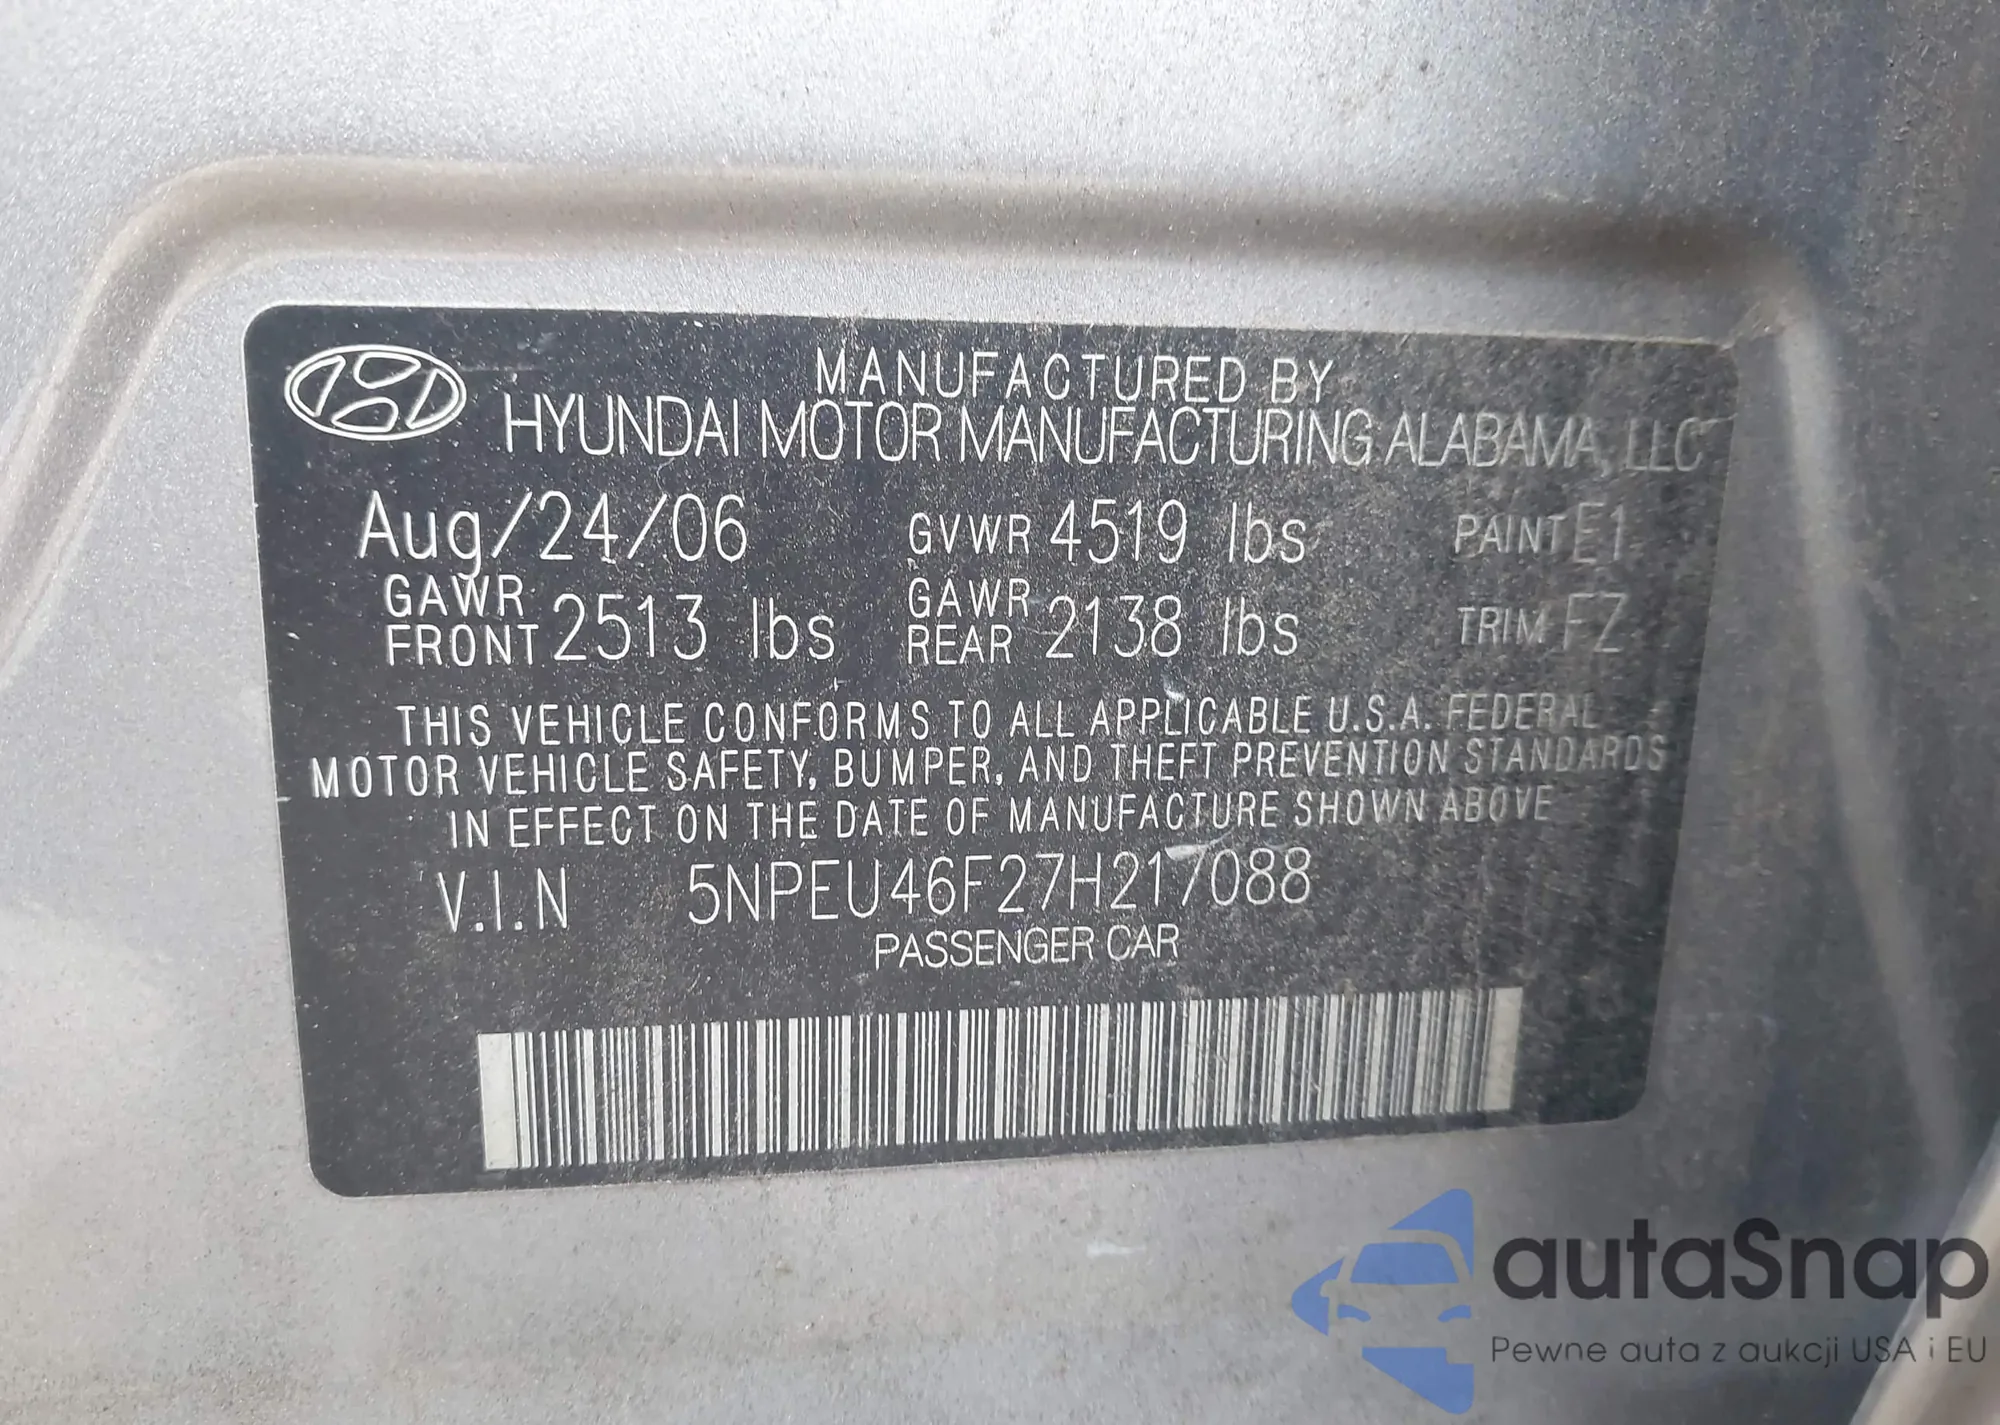 MANUFACTURED BY
HYUNDAI MOTOR MANUFACTURING ALABAMA, LLC
Aug/24/06 GVWR 4519 lbs PAINT E1
GAWR FRONT 2513 lbs GAWR REAR 2138 lbs TRIM FZ
THIS VEHICLE CONFORMS TO ALL APPLICABLE U.S.A. FEDERAL
MOTOR VEHICLE SAFETY, BUMPER, AND THEFT PREVENTION STANDARDS
IN EFFECT ON THE DATE OF MANUFACTURE SHOWN ABOVE
V.I.N 5NPEU46F27H217088
PASSENGER CAR
autaSnap
Pewne auta z aukcji USA i EU